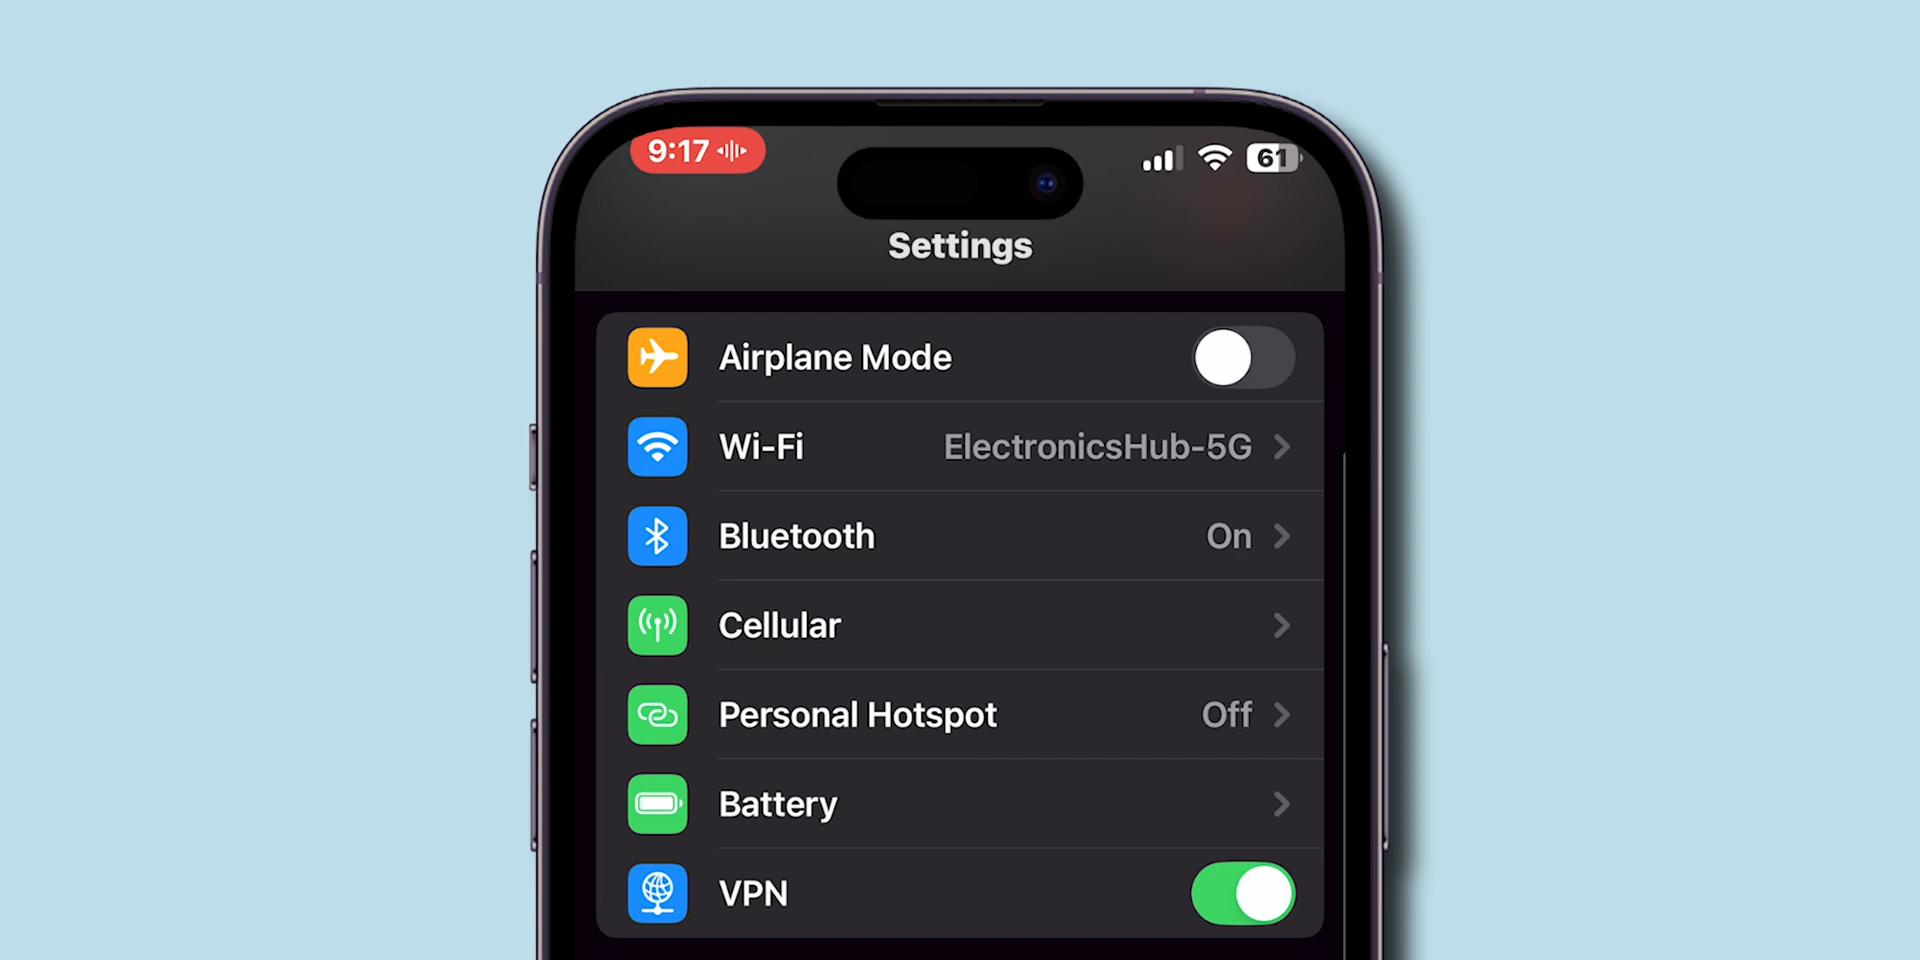 9:17
61
Settings
Airplane Mode
Wi-Fi ElectronicsHub-5G
Bluetooth On
Cellular
Personal Hotspot Off
Battery
VPN